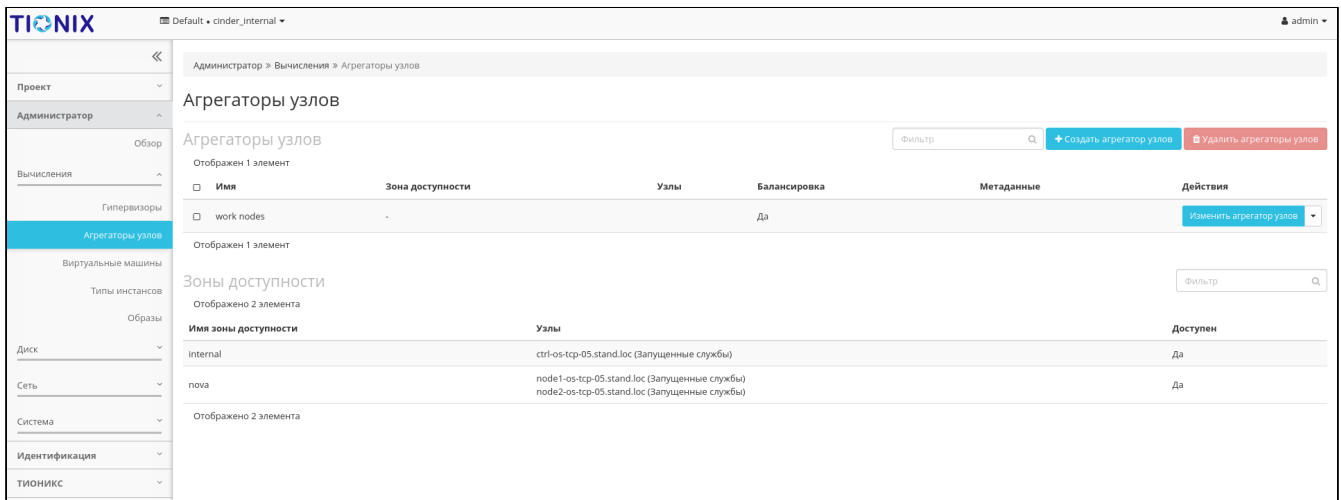 TIONIX
Default • cinder_internal
admin
Проект
Администратор
Обзор
Вычисления
Гипервизоры
Агрегаторы узлов
Виртуальные машины
Типы инстансов
Образы
Диск
Сеть
Система
Идентификация
ТИОНИКС
Администратор » Вычисления » Агрегаторы узлов
Агрегаторы узлов
Агрегаторы узлов
Фильтр
+ Создать агрегатор узлов
Удалить агрегаторы узлов
Отображен 1 элемент
Имя Зона доступности Узлы Балансировка Метаданные Действия
work nodes - Да Изменить агрегатор узлов
Отображен 1 элемент
Зоны доступности
Фильтр
Отображено 2 элемента
Имя зоны доступности Узлы Доступен
internal ctrl-os-tcp-05.stand.loc (Запущенные службы) Да
nova node1-os-tcp-05.stand.loc (Запущенные службы) Да
node2-os-tcp-05.stand.loc (Запущенные службы)
Отображено 2 элемента